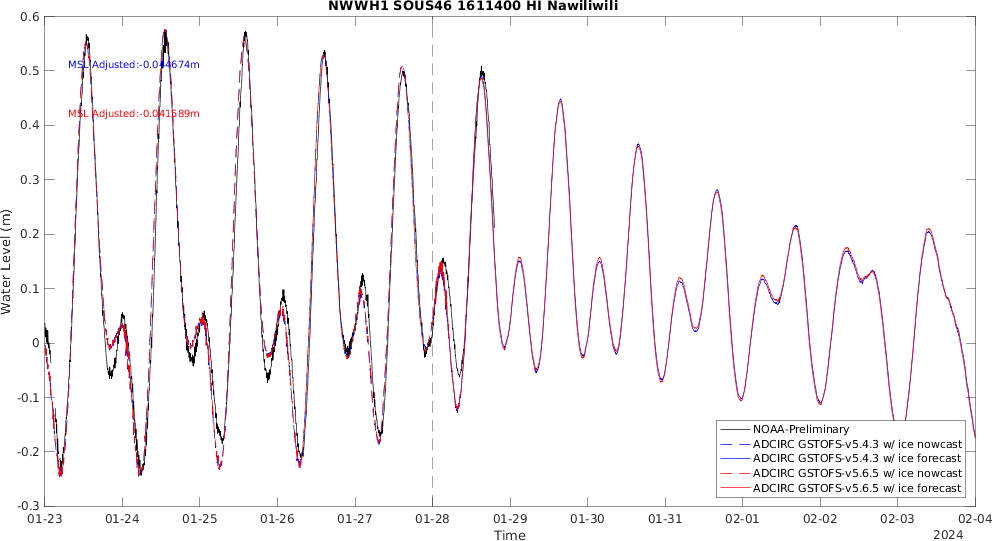 NWWH1 SOUS46 1611400 HI Nawiliwili
0.6
0.5
0.4
0.3
0.2
0.1
0
-0.1
-0.2
-0.3
Water Level (m)
MSL Adjusted:-0.044674m
MSL Adjusted:-0.041589m
NOAA-Preliminary
ADCIRC GSTOFS-v5.4.3 w/ ice nowcast
ADCIRC GSTOFS-v5.4.3 w/ ice forecast
ADCIRC GSTOFS-v5.6.5 w/ ice nowcast
ADCIRC GSTOFS-v5.6.5 w/ ice forecast
01-23 01-24 01-25 01-26 01-27 01-28 01-29 01-30 01-31 02-01 02-02 02-03 02-04
Time
2024